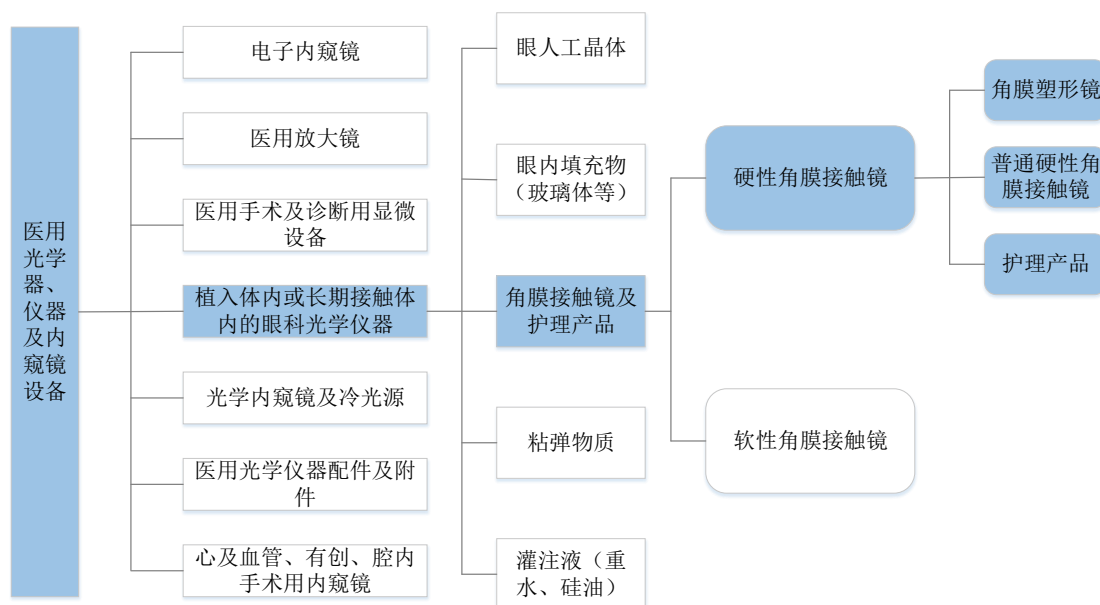 医用
光学
器、
仪器
及内
窥镜
设备
电子内窥镜
医用放大镜
医用手术及诊断用显微
设备
植入体内或长期接触体
内的眼科光学仪器
光学内窥镜及冷光源
医用光学仪器配件及附
件
心及血管、有创、腔内
手术用内窥镜
眼人工晶体
眼内填充物
（玻璃体等）
角膜接触镜及
护理产品
粘弹物质
灌注液（重
水、硅油）
硬性角膜接触镜
软性角膜接触镜
角膜塑形镜
普通硬性角
膜接触镜
护理产品